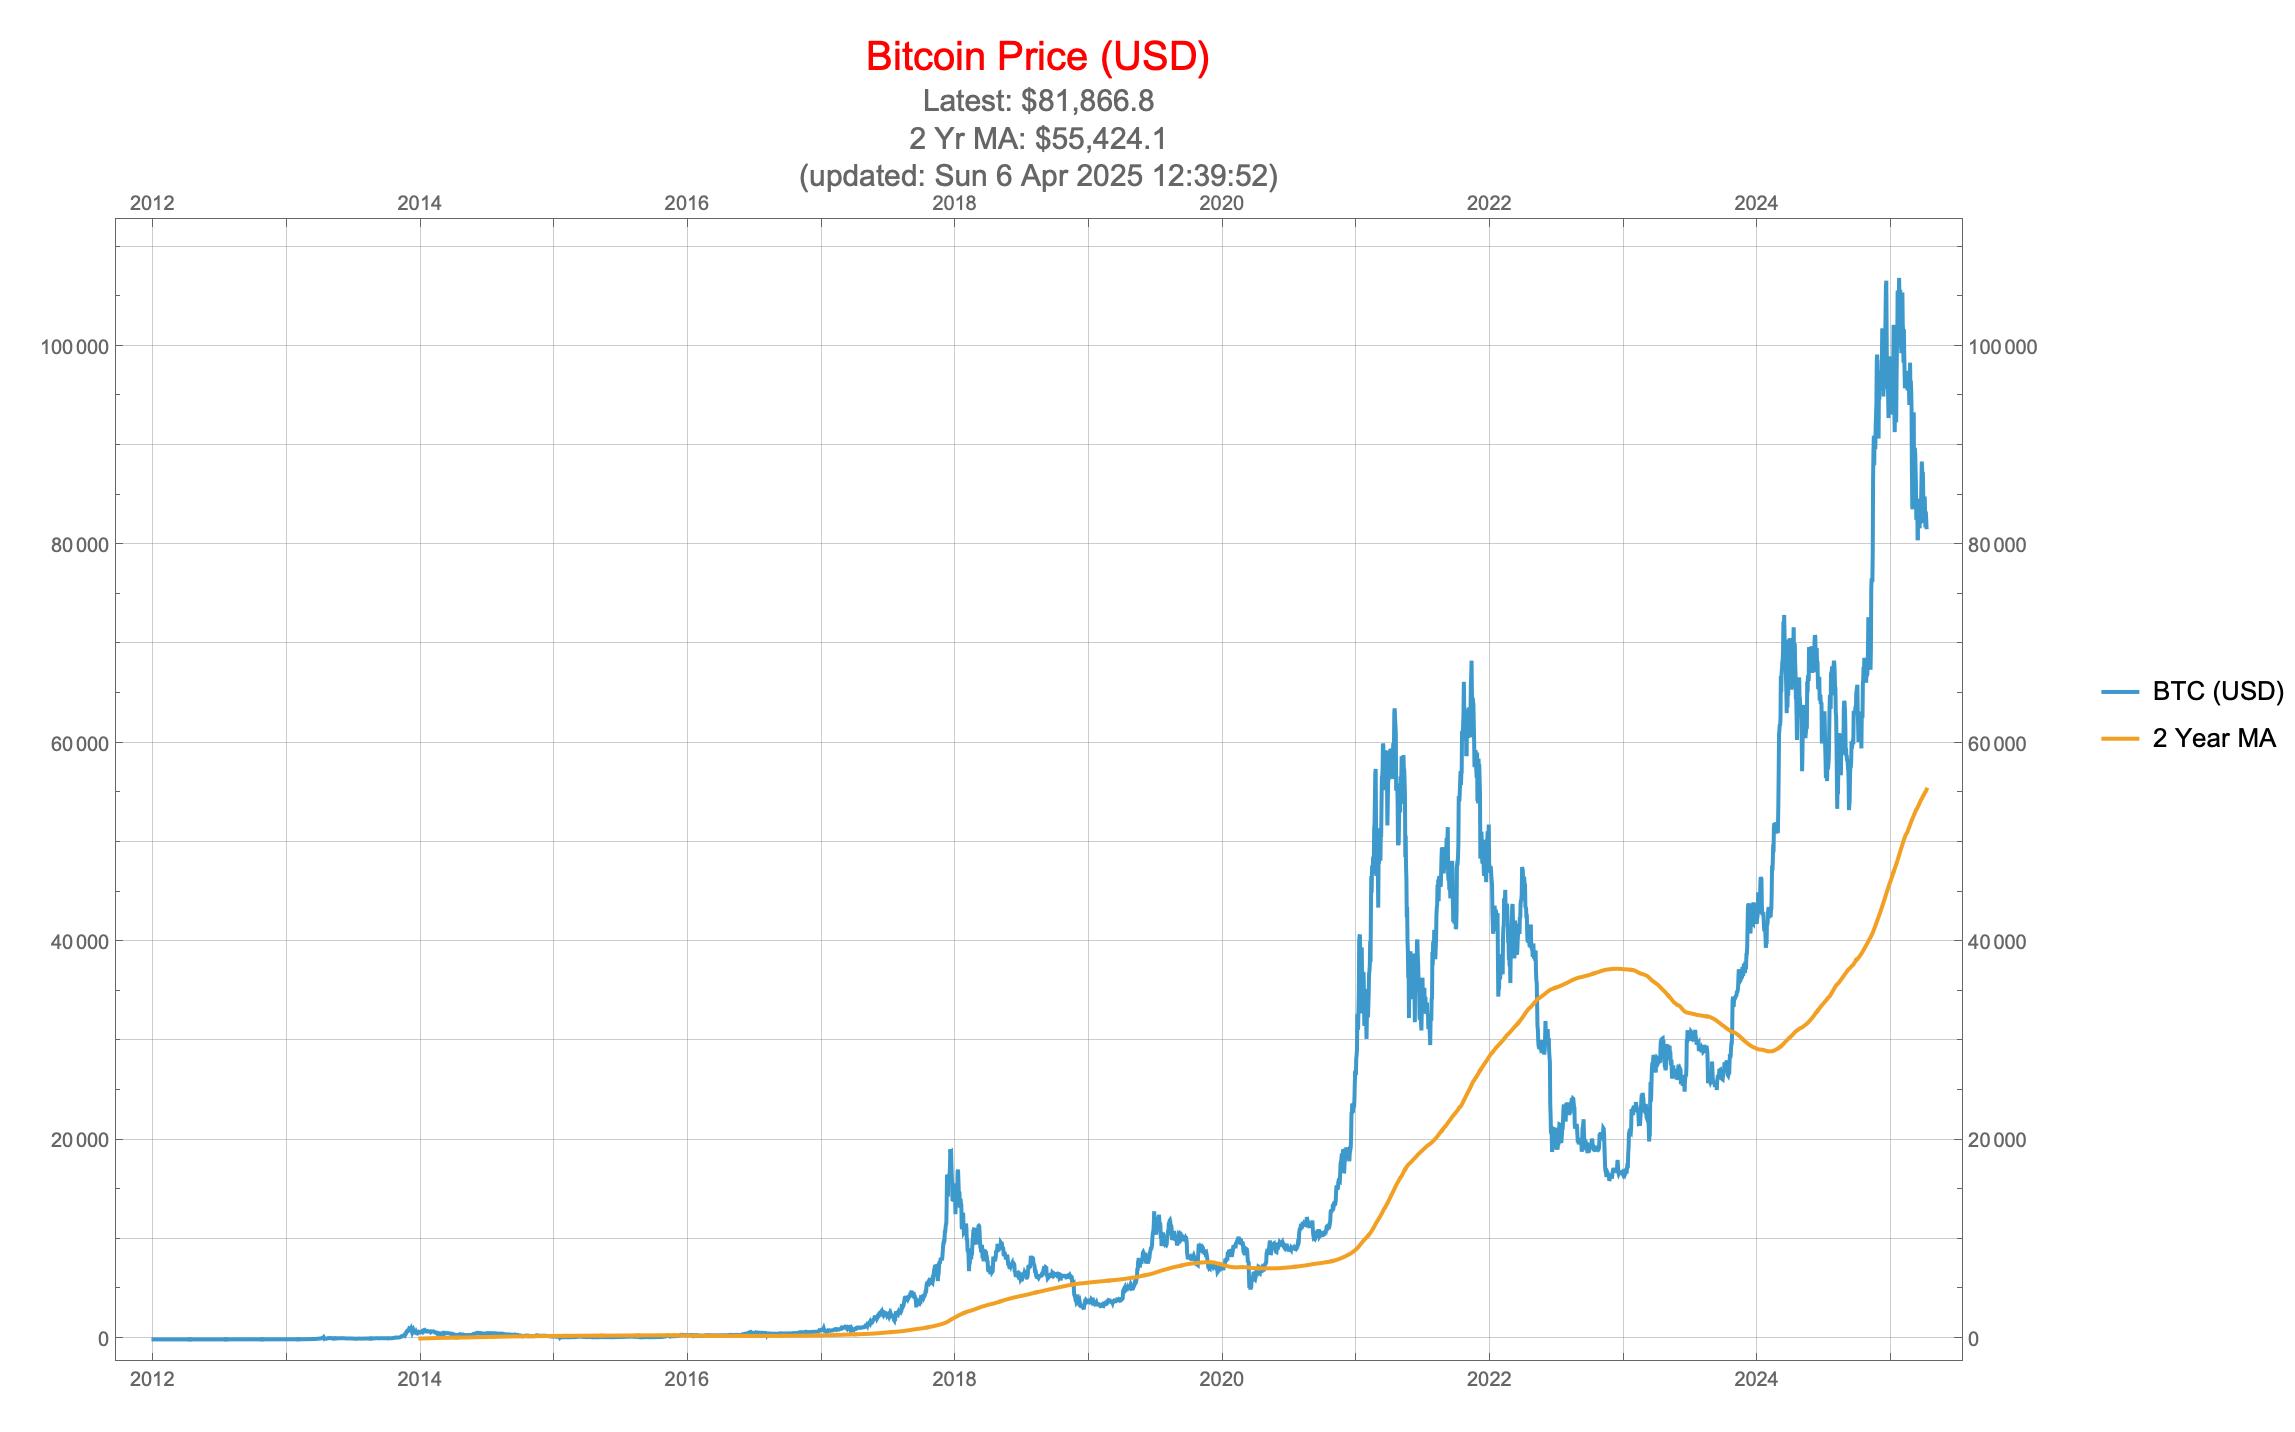 Bitcoin Price (USD)
Latest: $81,866.8
2 Yr MA: $55,424.1
(updated: Sun 6 Apr 2025 12:39:52)
2012 2014 2016 2018 2020 2022 2024
100 000 100 000
80 000 80 000
BTC (USD)
60 000 60 000
2 Year MA
40 000 40 000
20 000 20 000
0 0
2012 2014 2016 2018 2020 2022 2024